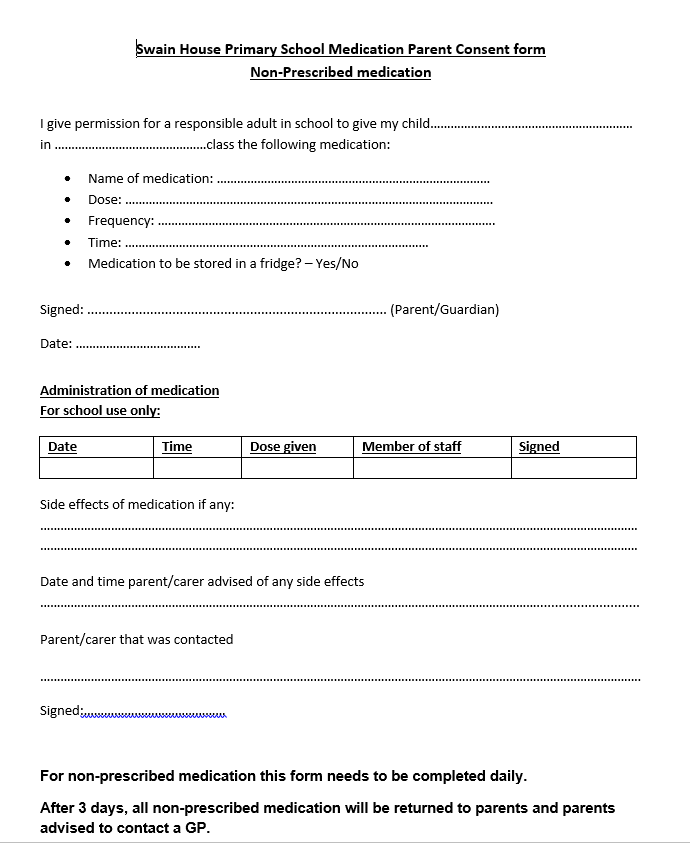 Swain House Primary School Medication Parent Consent form
Non-Prescribed medication
I give permission for a responsible adult in school to give my child...........................................................
in ............................................class the following medication:
• Name of medication: ................................................................................
• Dose: ............................................................................................................
• Frequency: ...................................................................................................
• Time: .........................................................................................
• Medication to be stored in a fridge? – Yes/No
Signed: ................................................................................. (Parent/Guardian)
Date: ....................................
Administration of medication
For school use only:
Date Time Dose given Member of staff Signed
Side effects of medication if any:
................................................................................................................................................................................
................................................................................................................................................................................
Date and time parent/carer advised of any side effects
................................................................................................................................................................................
Parent/carer that was contacted
................................................................................................................................................................................
Signed:..........................................
For non-prescribed medication this form needs to be completed daily.
After 3 days, all non-prescribed medication will be returned to parents and parents
advised to contact a GP.